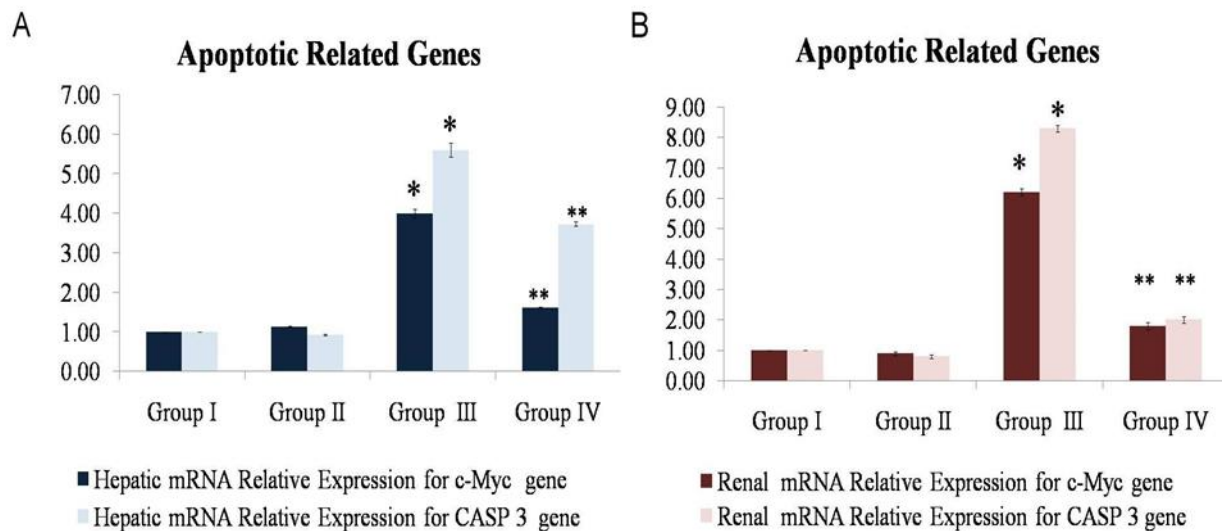 A
Apoptotic Related Genes
7.00
6.00
5.00
4.00
3.00
2.00
1.00
0.00
*
*
**
**
Group I
Group II
Group III
Group IV
Hepatic mRNA Relative Expression for c-Myc gene
Hepatic mRNA Relative Expression for CASP 3 gene
B
Apoptotic Related Genes
9.00
8.00
7.00
6.00
5.00
4.00
3.00
2.00
1.00
0.00
*
*
**
**
Group I
Group II
Group III
Group IV
Renal mRNA Relative Expression for c-Myc gene
Renal mRNA Relative Expression for CASP 3 gene